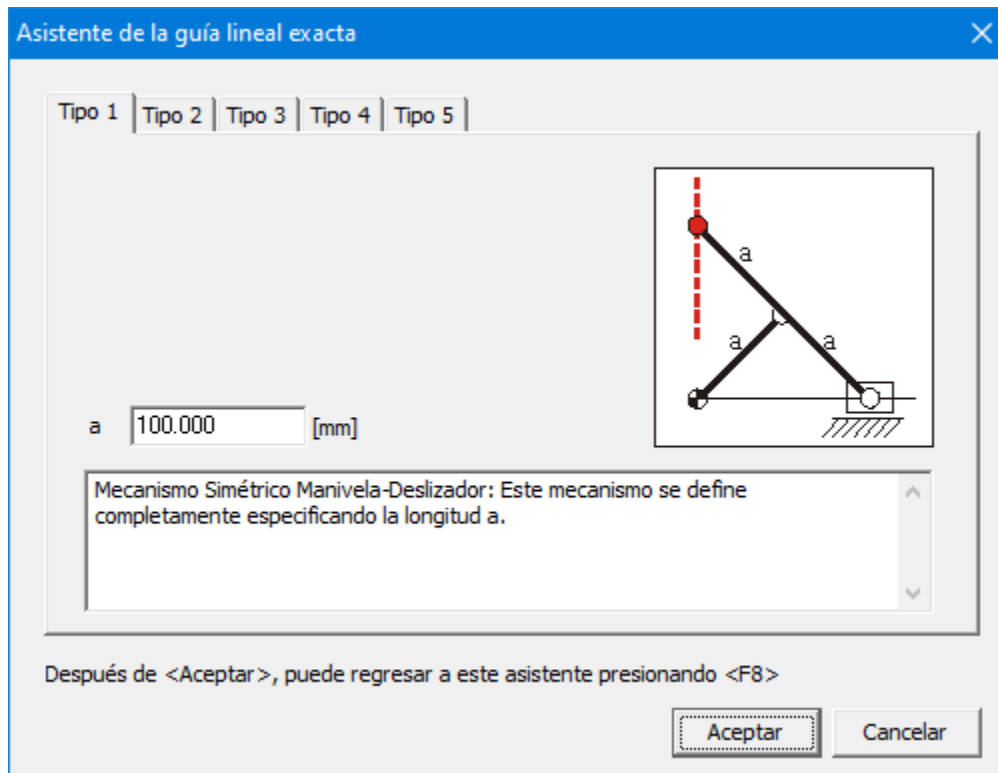 Asistente de la guía lineal exacta
Tipo 1 Tipo 2 Tipo 3 Tipo 4 Tipo 5
a
a a
a 100.000 [mm]
Mecanismo Simétrico Manivela-Deslizador: Este mecanismo se define
completamente especificando la longitud a.
Después de <Aceptar>, puede regresar a este asistente presionando <F8>
Aceptar Cancelar